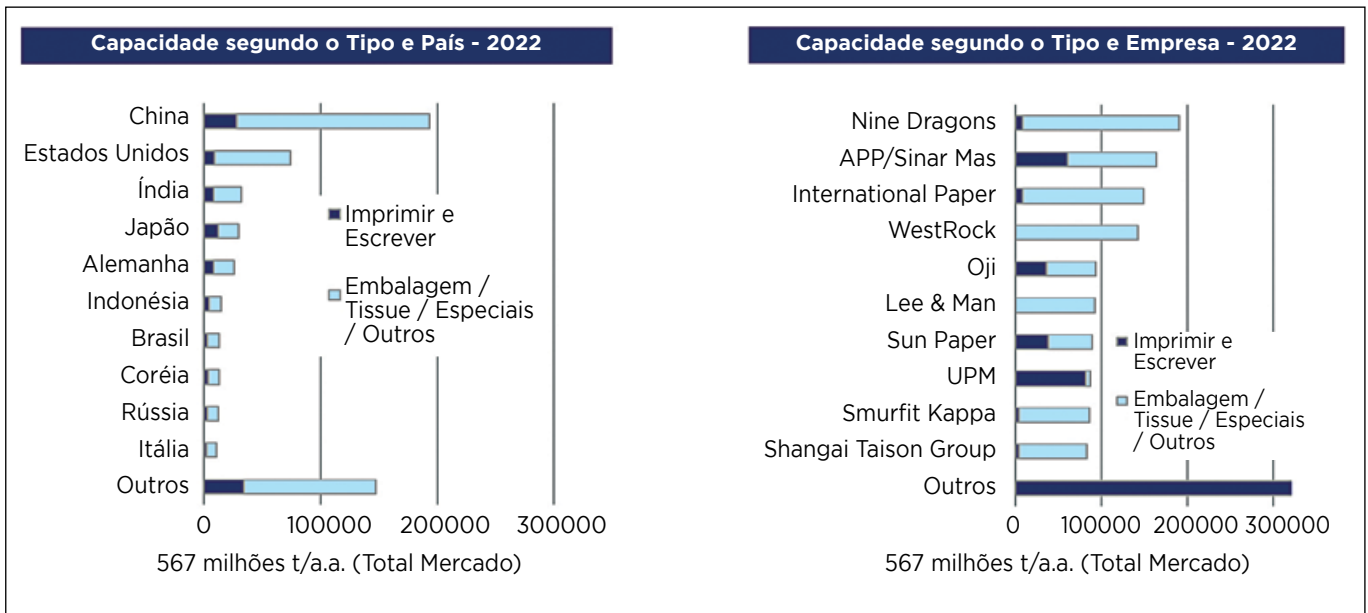 Capacidade segundo o Tipo e País - 2022
China
Estados Unidos
Índia
Japão
Alemanha
Indonésia
Brasil
Coréia
Rússia
Itália
Outros
Imprimir e
Escrever
Embalagem /
Tissue / Especiais
/ Outros
0 100000 200000 300000
567 milhões t/a.a. (Total Mercado)
Capacidade segundo o Tipo e Empresa - 2022
Nine Dragons
APP/Sinar Mas
International Paper
WestRock
Oji
Lee & Man
Sun Paper
UPM
Smurfit Kappa
Shangai Taison Group
Outros
Imprimir e
Escrever
Embalagem /
Tissue / Especiais
/ Outros
0 100000 200000 300000
567 milhões t/a.a. (Total Mercado)